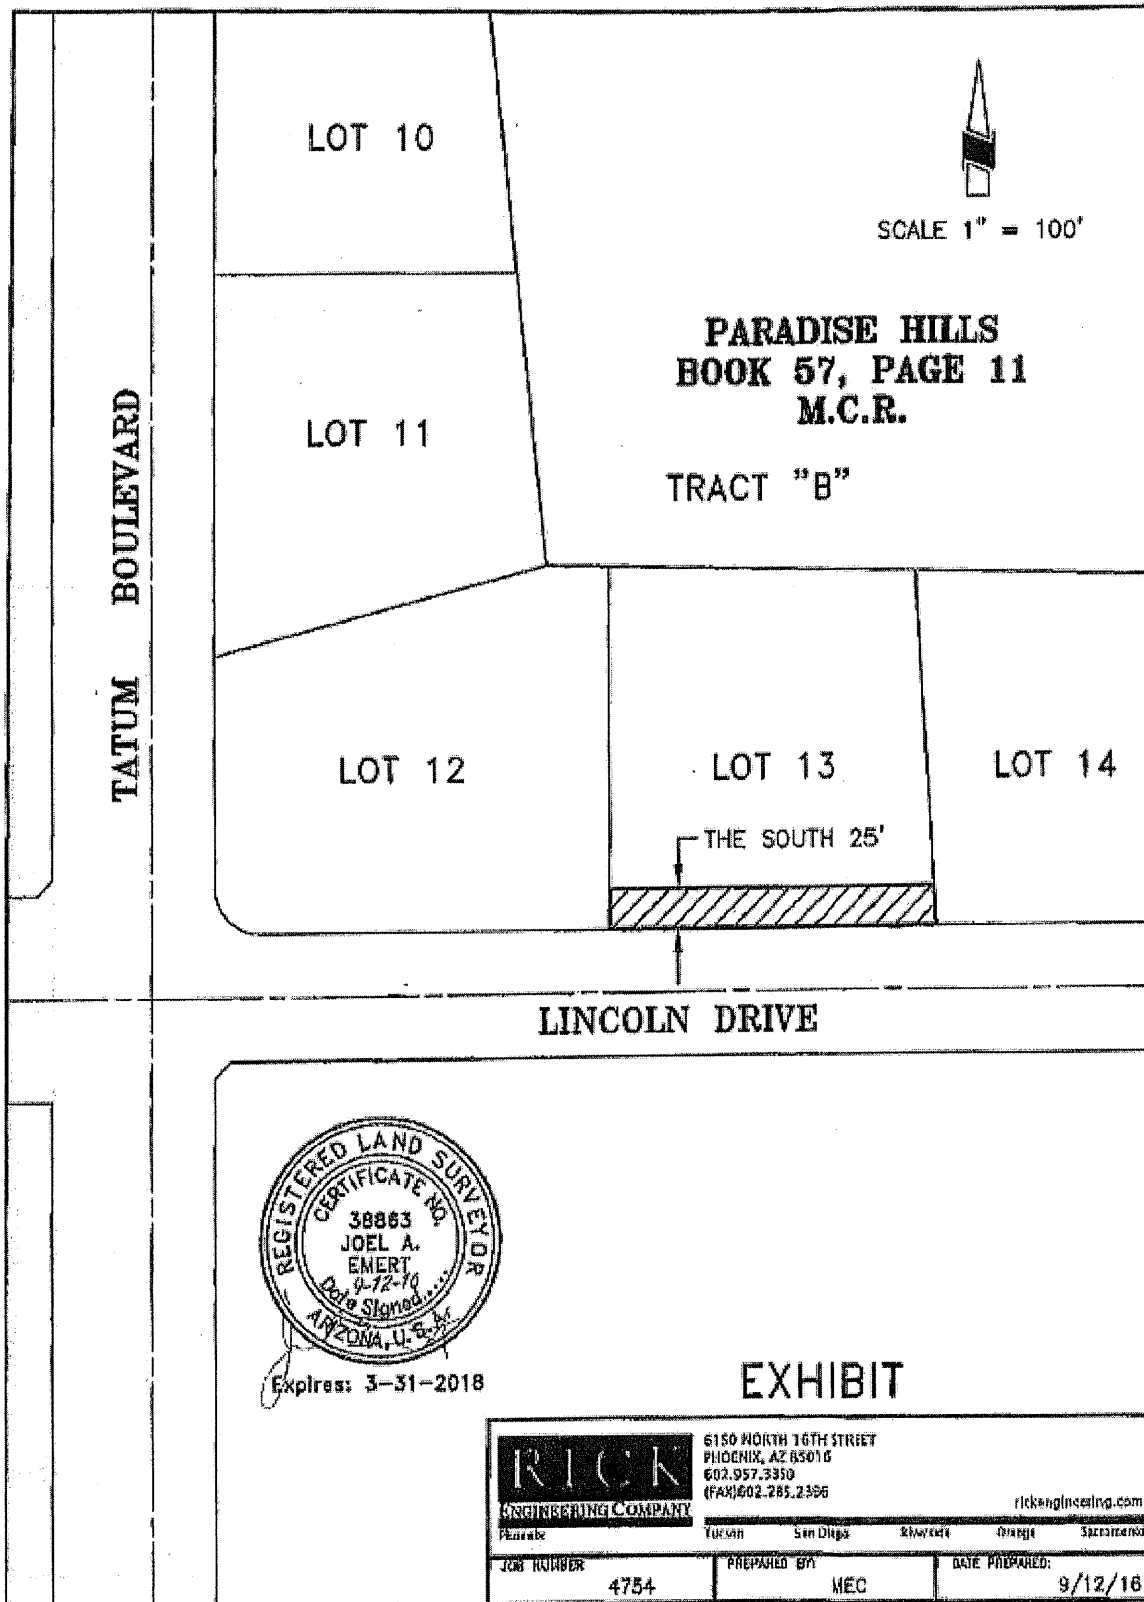 LOT 10
SCALE 1" = 100'
PARADISE HILLS
BOOK 57, PAGE 11
M.C.R.
LOT 11
TRACT "B"
TATUM BOULEVARD
LOT 12
LOT 13
LOT 14
THE SOUTH 25'
LINCOLN DRIVE
REGISTERED LAND SURVEYOR
CERTIFICATE NO.
38863
JOEL A.
EMERT
9-12-16
Date Signed
ARIZONA, U.S.A.
Expires: 3-31-2018
EXHIBIT
RICK
ENGINEERING COMPANY
6150 NORTH 16TH STREET
PHOENIX, AZ 85016
602.957.3350
(FAX)602.285.2396
rickengineering.com
Phoenix Tucson San Diego Riverside Orange Sacramento
JOB NUMBER
4754
PREPARED BY:
MEC
DATE PREPARED:
9/12/16